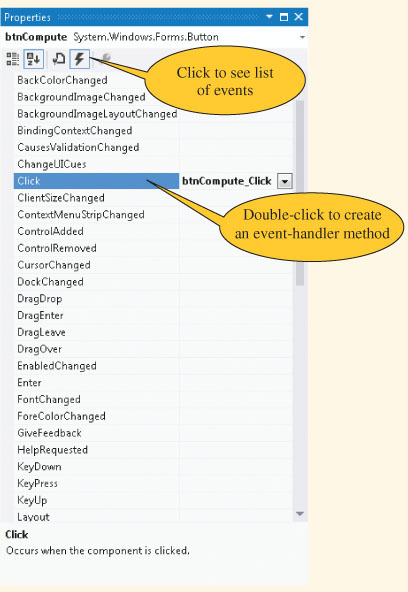 Properties
btnCompute System.Windows.Forms.Button
Click to see list
of events
BackColorChanged
BackgroundImageChanged
BackgroundImageLayoutChanged
BindingContextChanged
CausesValidationChanged
ChangeUICues
Click btnCompute_Click
ClientSizeChanged
ContextMenuStripChanged
Double-click to create
an event-handler method
ControlAdded
ControlRemoved
CursorChanged
DockChanged
DragDrop
DragEnter
DragLeave
DragOver
EnabledChanged
Enter
FontChanged
ForeColorChanged
GiveFeedback
HelpRequested
KeyDown
KeyPress
KeyUp
Layout
Click
Occurs when the component is clicked.